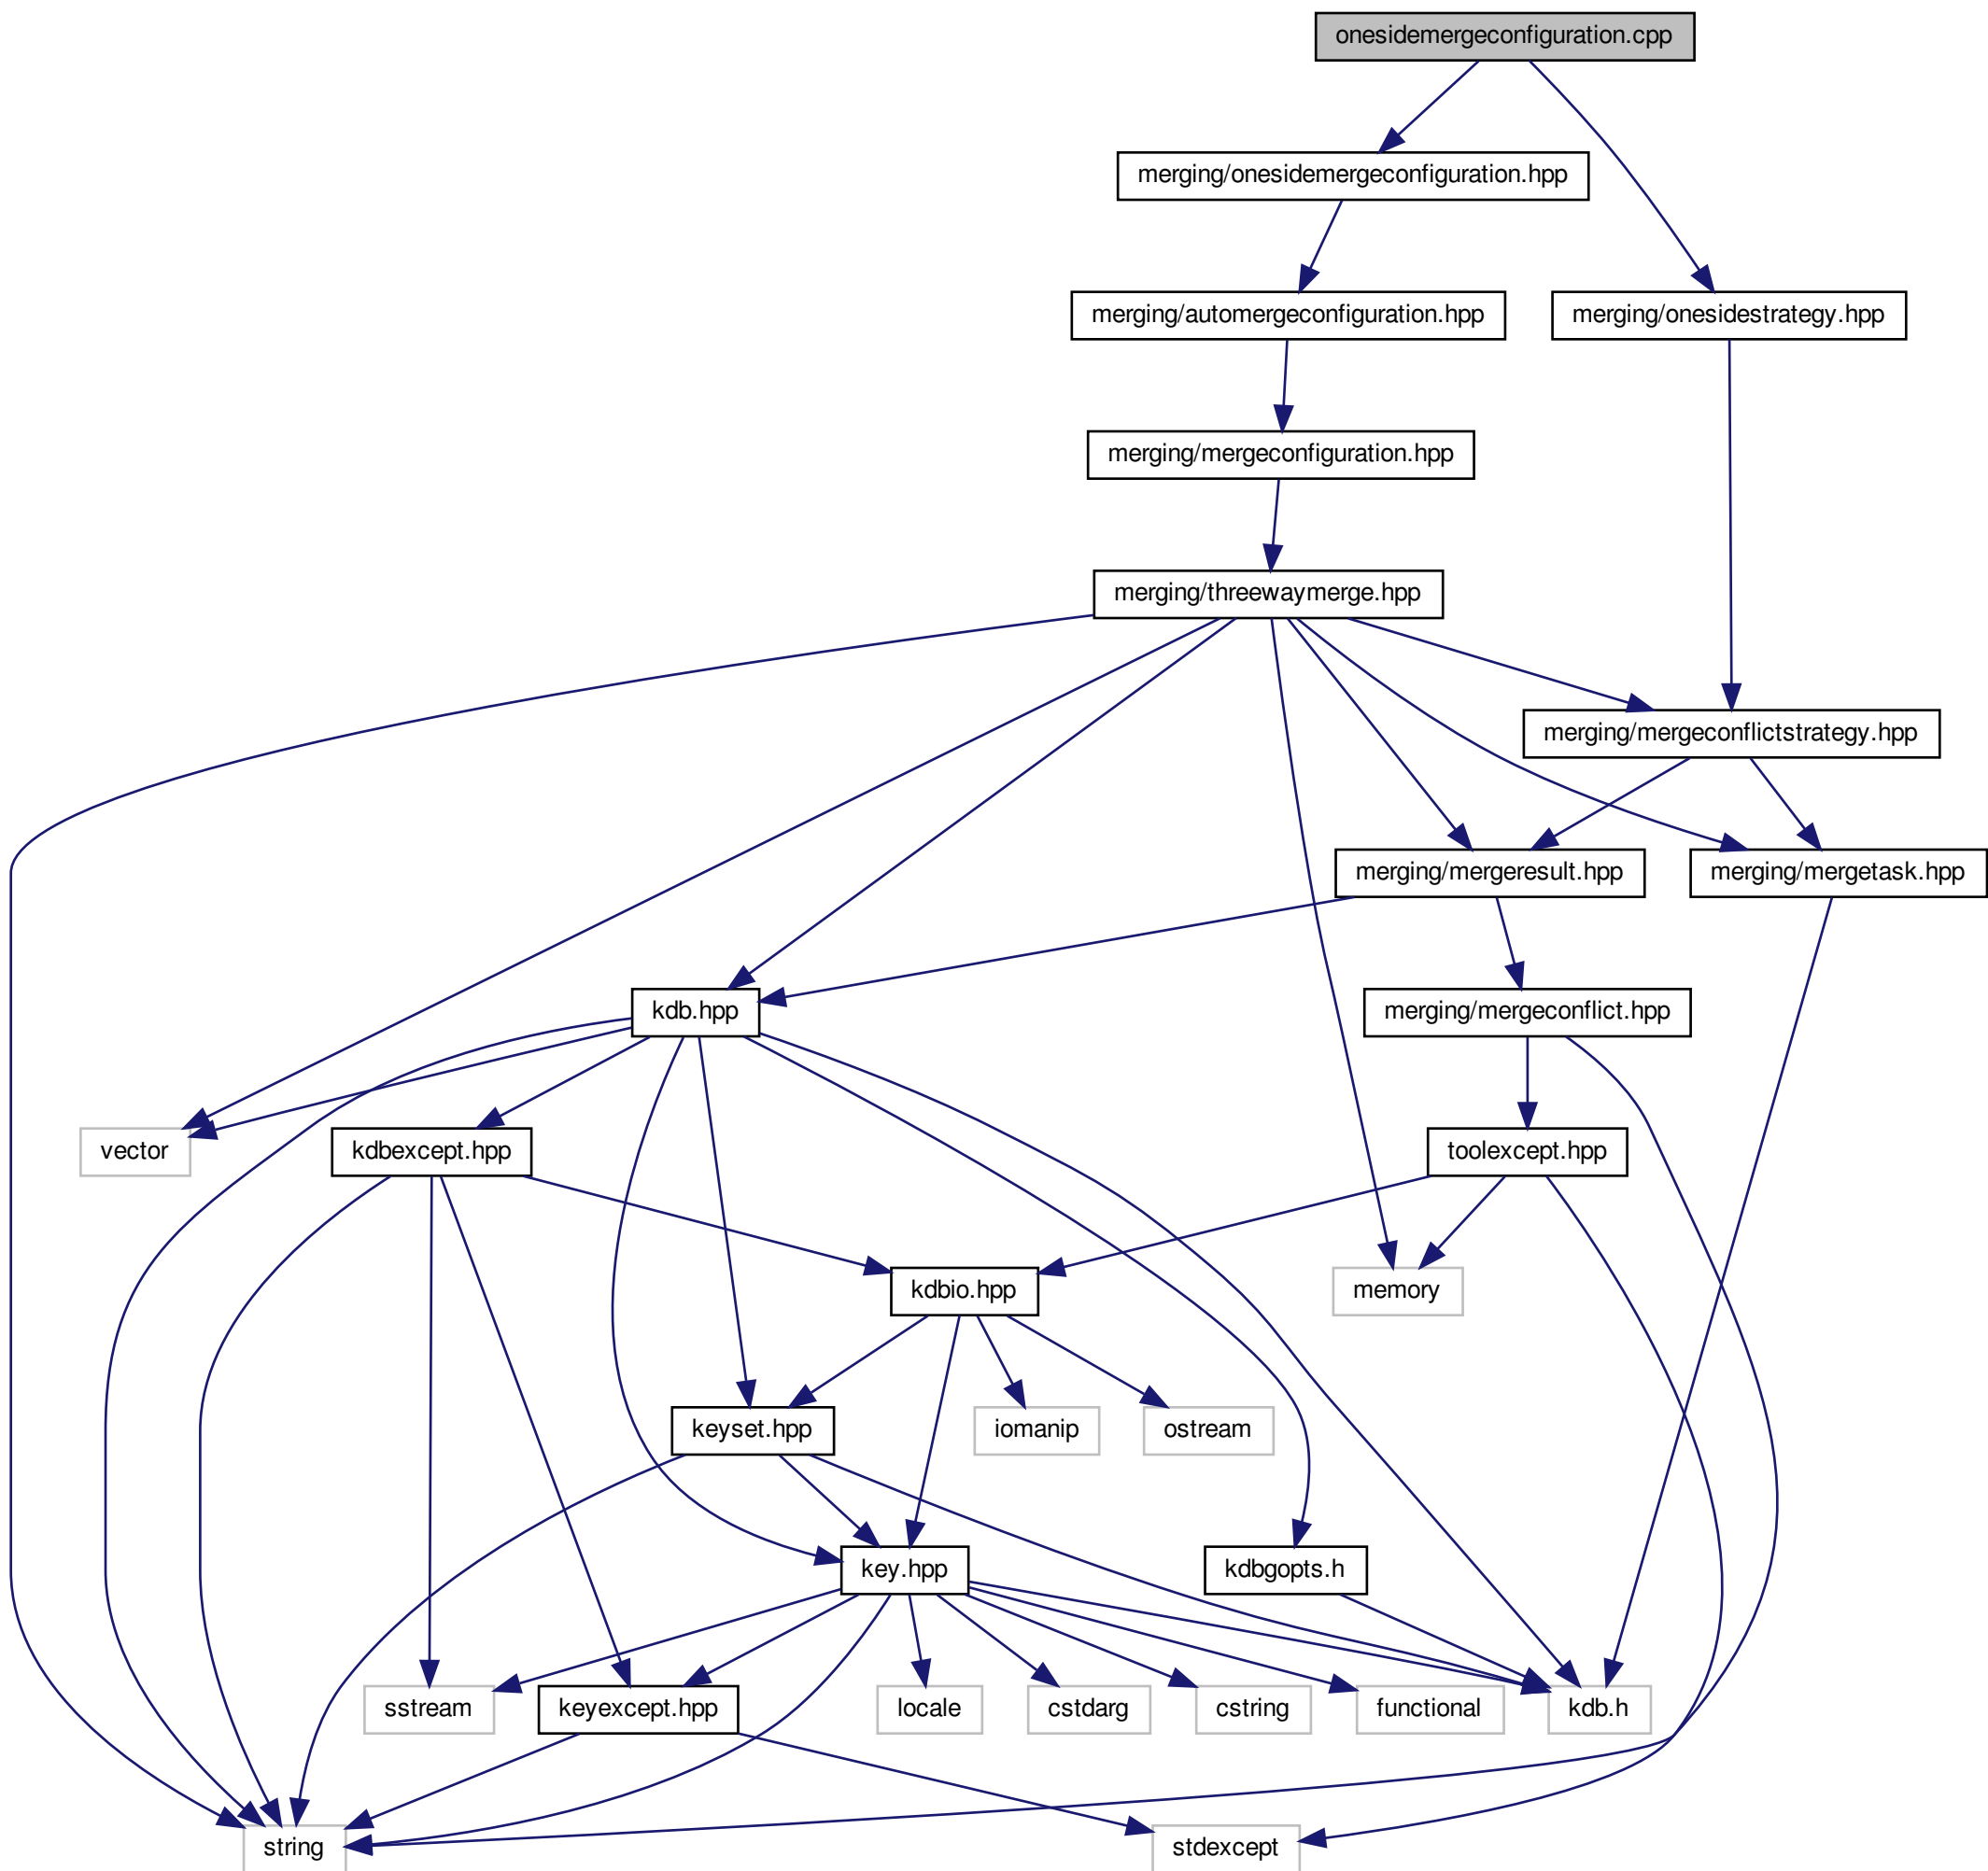 onesidemergeconfiguration.cpp
merging/onesidemergeconfiguration.hpp
merging/automergeconfiguration.hpp
merging/onesidestrategy.hpp
merging/mergeconfiguration.hpp
merging/threewaymerge.hpp
merging/mergeconflictstrategy.hpp
merging/mergeresult.hpp
merging/mergetask.hpp
kdb.hpp
merging/mergeconflict.hpp
vector
kdbexcept.hpp
toolexcept.hpp
kdbio.hpp
memory
keyset.hpp
iomanip
ostream
key.hpp
kdbgopts.h
sstream
keyexcept.hpp
locale
cstdarg
cstring
functional
kdb.h
string
stdexcept